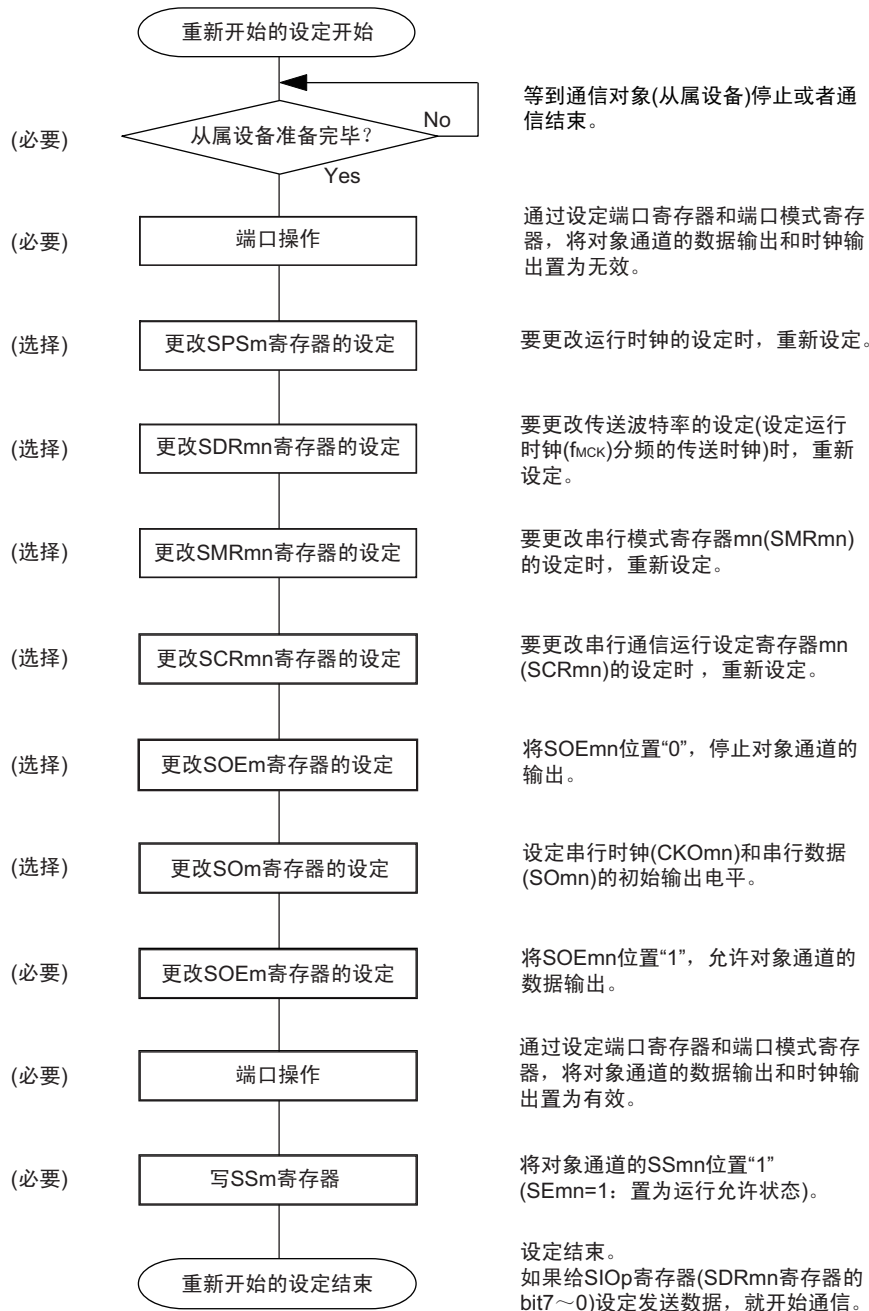 重新开始的设定开始
(必要)
从属设备准备完毕？
No
Yes
等到通信对象(从属设备)停止或者通
信结束。
(必要)
端口操作
通过设定端口寄存器和端口模式寄存
器，将对象通道的数据输出和时钟输
出置为无效。
(选择)
更改SPSm寄存器的设定
要更改运行时钟的设定时，重新设定。
(选择)
更改SDRmn寄存器的设定
要更改传送波特率的设定(设定运行
时钟(fMCK)分频的传送时钟)时，重新
设定。
(选择)
更改SMRmn寄存器的设定
要更改串行模式寄存器mn(SMRmn)
的设定时，重新设定。
(选择)
更改SCRmn寄存器的设定
要更改串行通信运行设定寄存器mn
(SCRmn)的设定时 ，重新设定。
(选择)
更改SOEm寄存器的设定
将SOEmn位置“0”，停止对象通道的
输出。
(选择)
更改SOm寄存器的设定
设定串行时钟(CKOmn)和串行数据
(SOmn)的初始输出电平。
(必要)
更改SOEm寄存器的设定
将SOEmn位置“1”，允许对象通道的
数据输出。
(必要)
端口操作
通过设定端口寄存器和端口模式寄存
器，将对象通道的数据输出和时钟输
出置为有效。
(必要)
写SSm寄存器
将对象通道的SSmn位置“1”
(SEmn=1：置为运行允许状态)。
重新开始的设定结束
设定结束。
如果给SIOp寄存器(SDRmn寄存器的
bit7～0)设定发送数据，就开始通信。